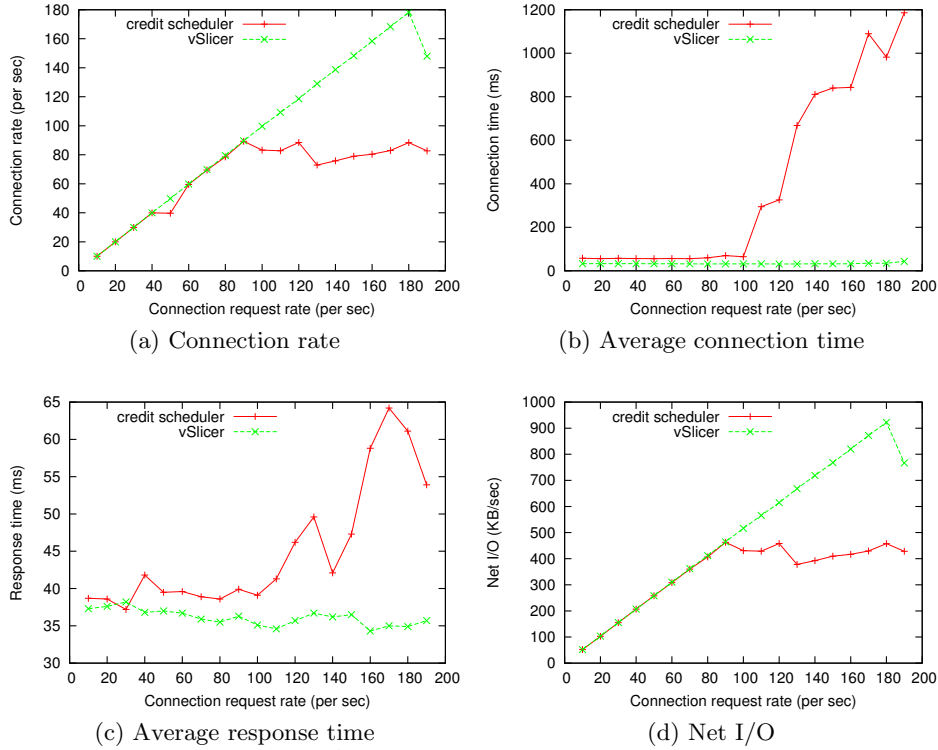 credit scheduler
vSlicer
Connection rate (per sec)
180
160
140
120
100
80
60
40
20
0
0 20 40 60 80 100 120 140 160 180 200
Connection request rate (per sec)
(a) Connection rate
credit scheduler
vSlicer
Connection time (ms)
1200
1000
800
600
400
200
0
0 20 40 60 80 100 120 140 160 180 200
Connection request rate (per sec)
(b) Average connection time
credit scheduler
vSlicer
Response time (ms)
65
60
55
50
45
40
35
30
0 20 40 60 80 100 120 140 160 180 200
Connection request rate (per sec)
(c) Average response time
credit scheduler
vSlicer
Net I/O (KB/sec)
1000
900
800
700
600
500
400
300
200
100
0
0 20 40 60 80 100 120 140 160 180 200
Connection request rate (per sec)
(d) Net I/O